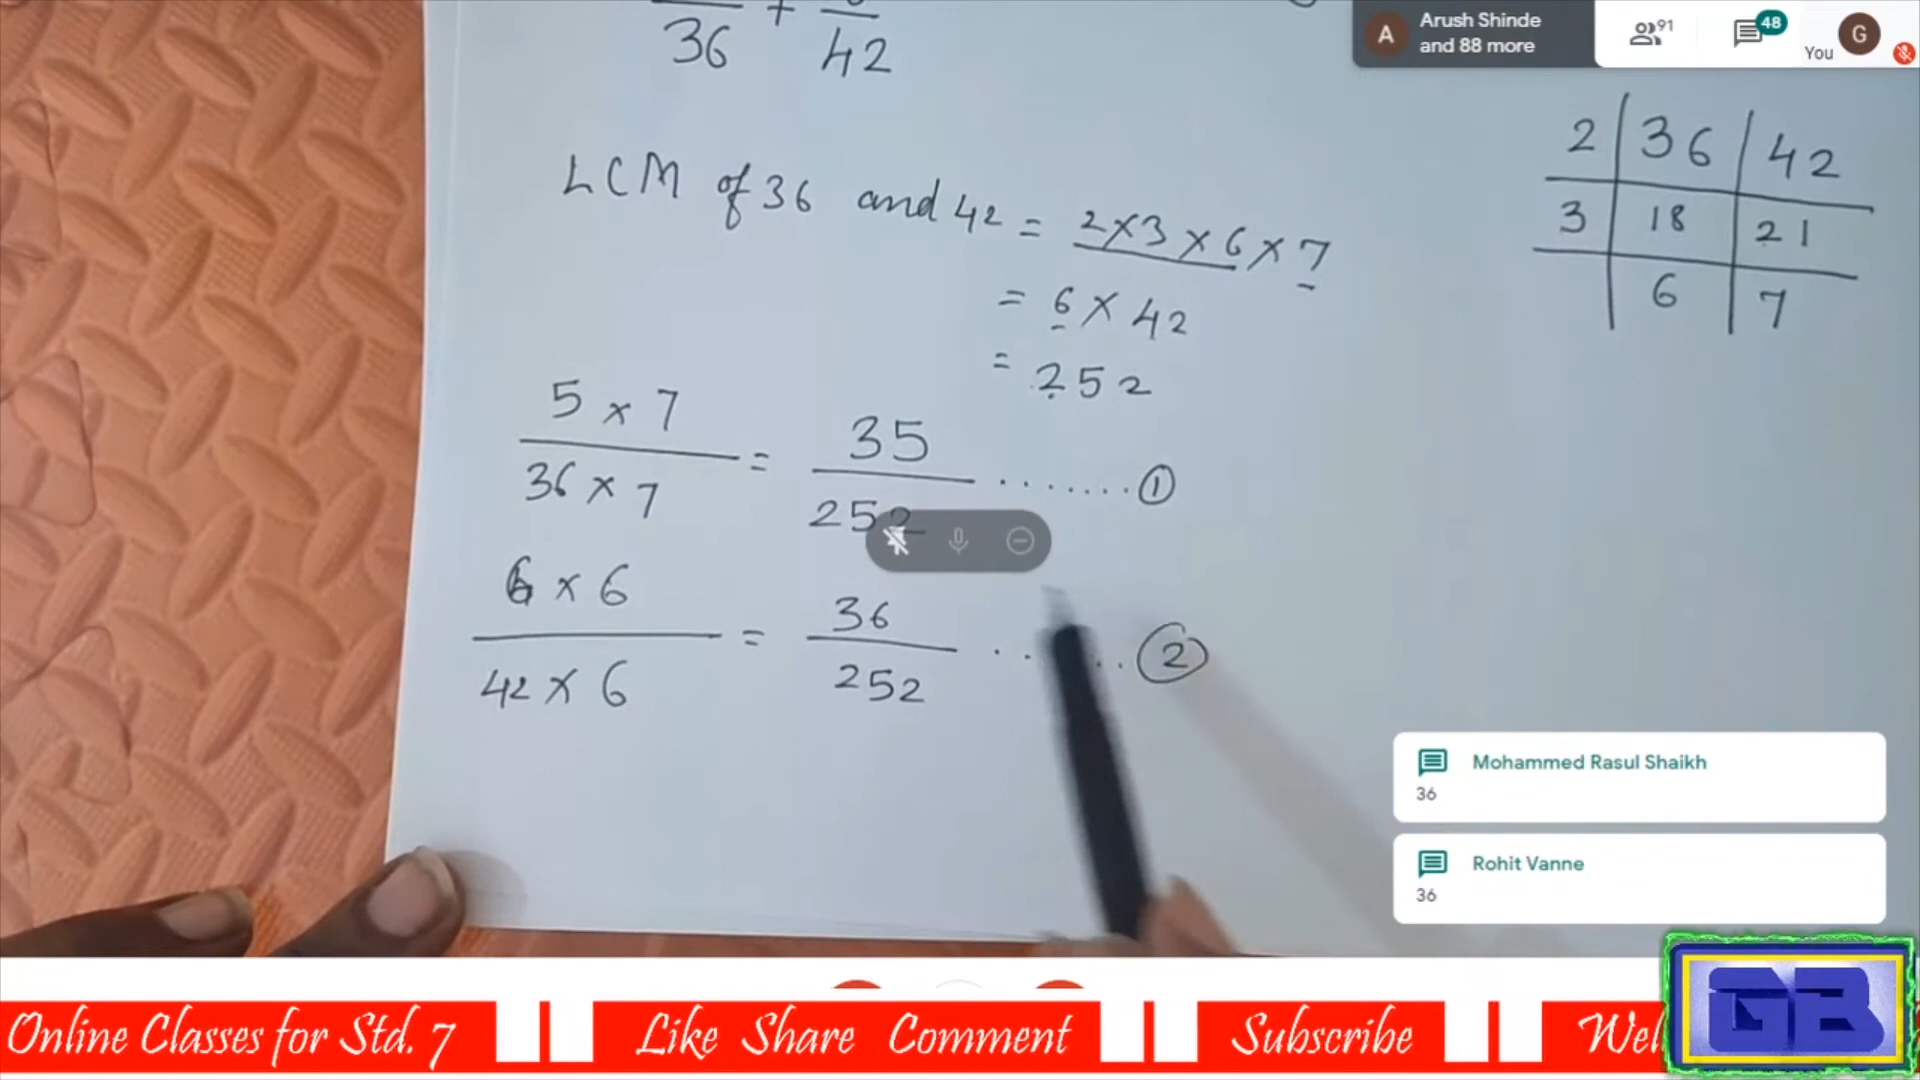 36 + 42
LCM of 36 and 42 = 2 × 3 × 6 × 7
= 6 × 42
= 252
5 × 7
36 × 7
=
35
252
....... ①
6 × 6
42 × 6
=
36
252
...... ②
2 | 36 | 42
3 | 18 | 21
6 | 7
A
Arush Shinde
and 88 more
91
48
You
G
Mohammed Rasul Shaikh
36
Rohit Vanne
36
Online Classes for Std. 7
Like Share Comment
Subscribe
GB